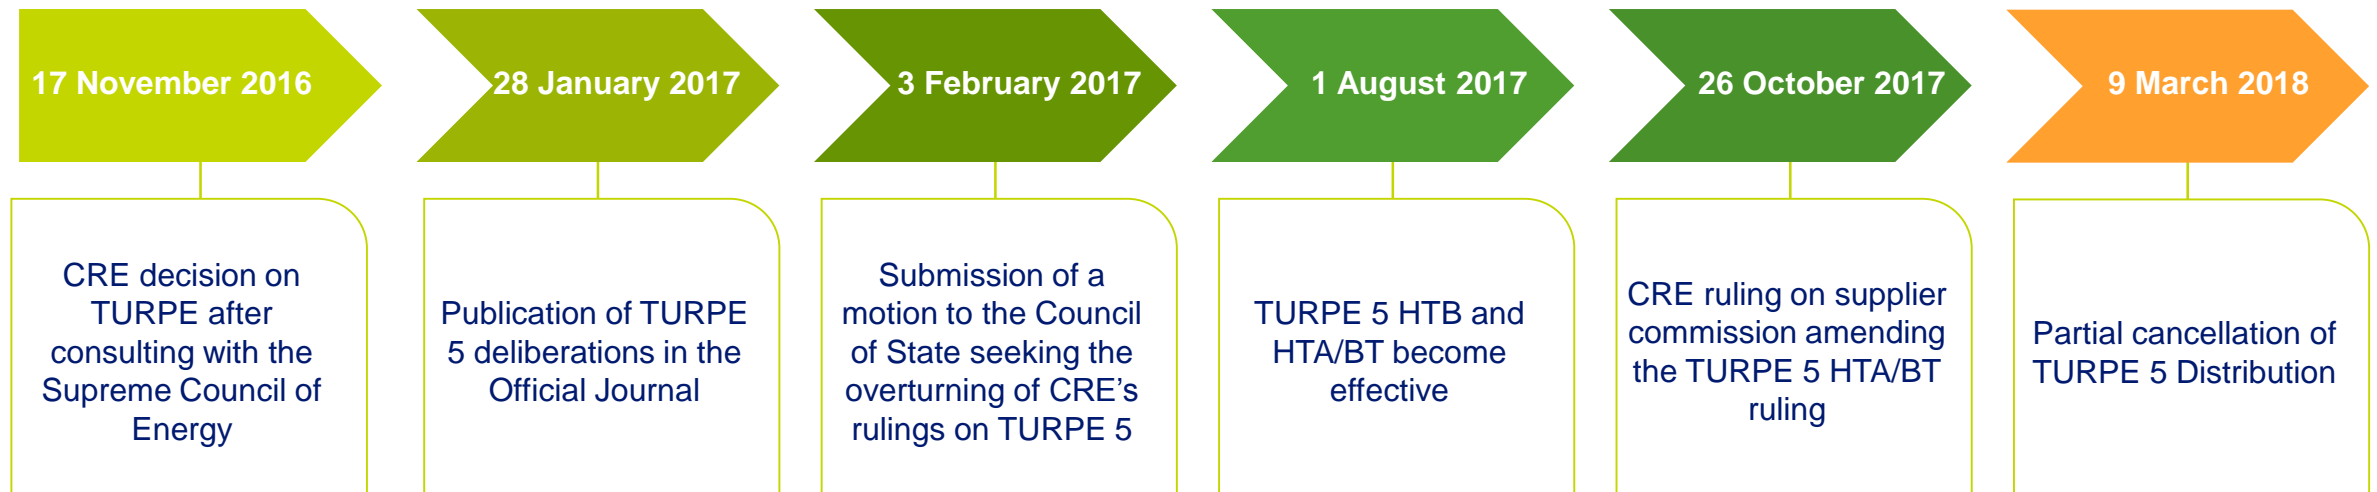 17 November 2016
28 January 2017
3 February 2017
1 August 2017
26 October 2017
9 March 2018
CRE decision on
TURPE after
consulting with the
Supreme Council of
Energy
Publication of TURPE
5 deliberations in the
Official Journal
Submission of a
motion to the Council
of State seeking the
overturning of CRE’s
rulings on TURPE 5
TURPE 5 HTB and
HTA/BT become
effective
CRE ruling on supplier
commission amending
the TURPE 5 HTA/BT
ruling
Partial cancellation of
TURPE 5 Distribution